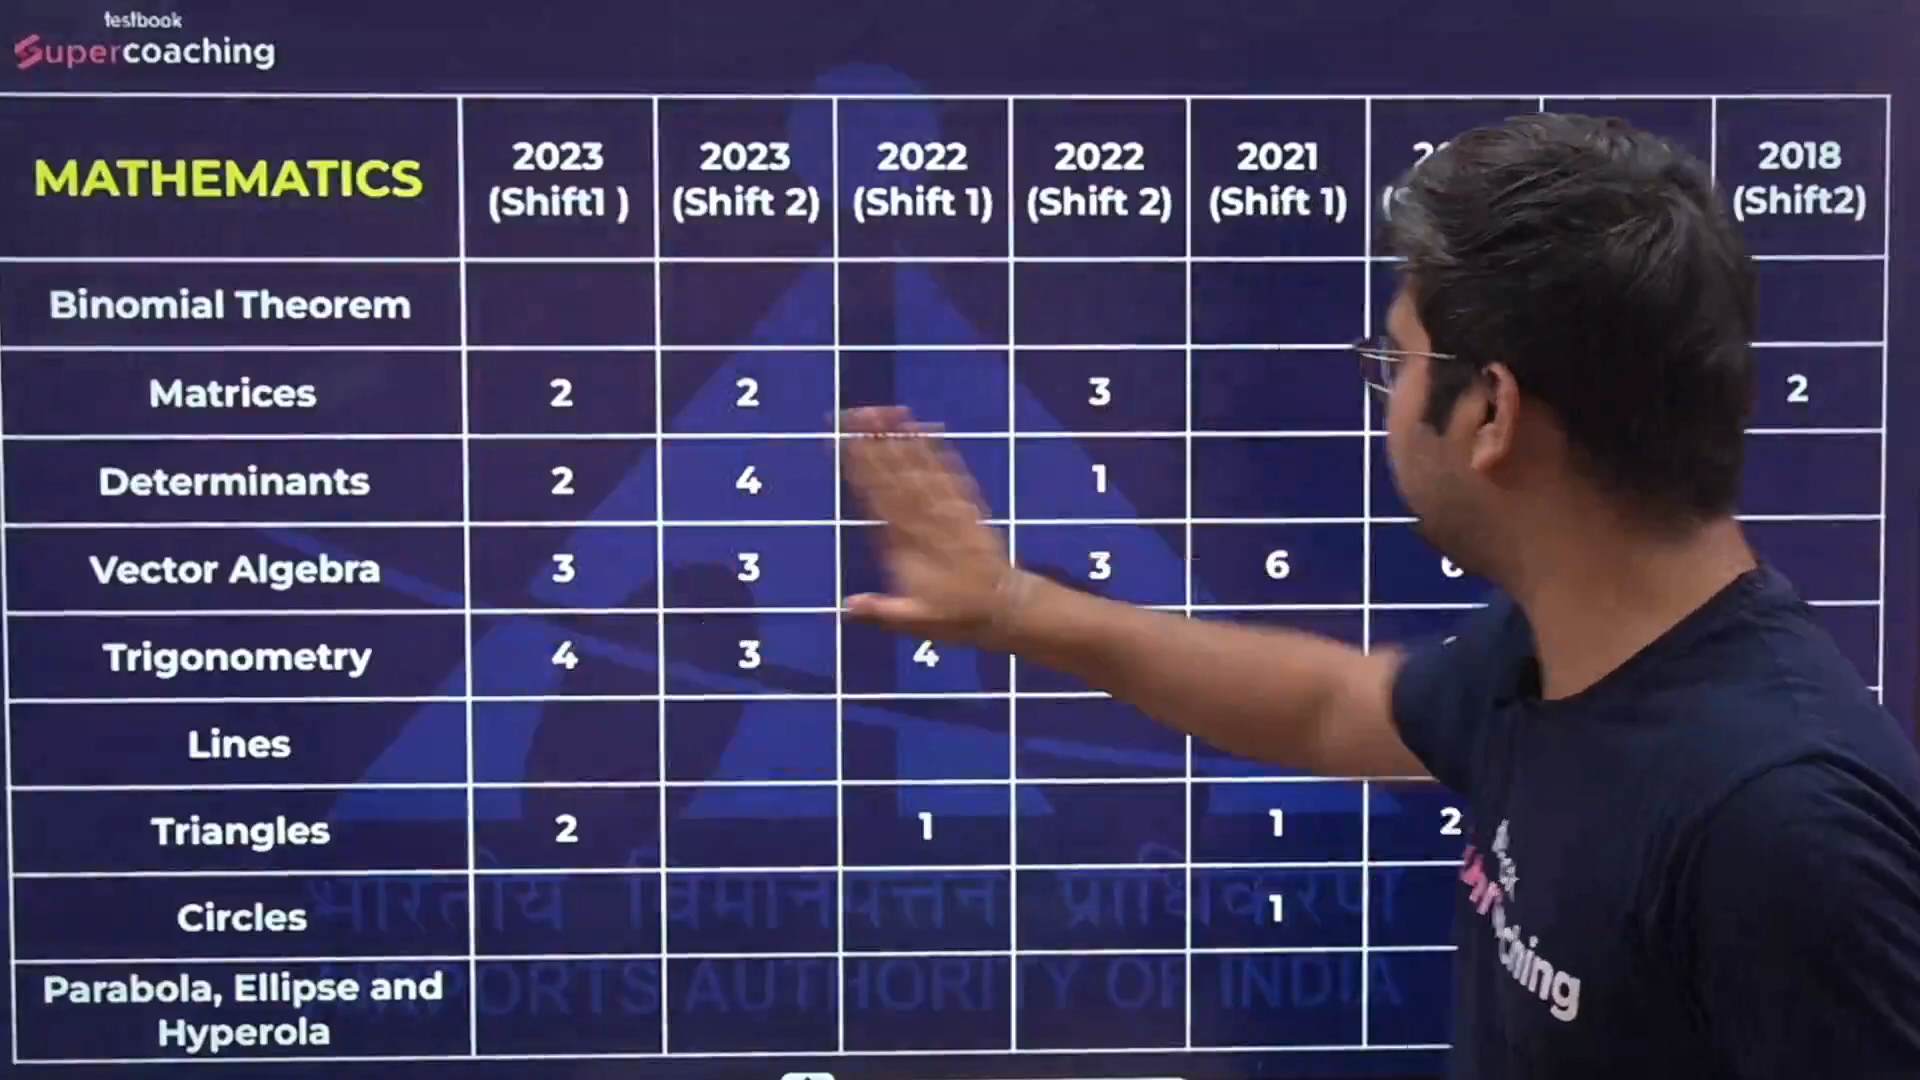 testbook
Supercoaching
MATHEMATICS
2023 (Shift1 )
2023 (Shift 2)
2022 (Shift 1)
2022 (Shift 2)
2021 (Shift 1)
2018 (Shift2)
Binomial Theorem
Matrices 2 2 3 2
Determinants 2 4 1
Vector Algebra 3 3 3 6
Trigonometry 4 3 4
Lines
Triangles 2 1 1 2
Circles 1
Parabola, Ellipse and
Hyperola
भारतीय विमानपत्तन प्राधिकरण
AIRPORTS AUTHORITY OF INDIA